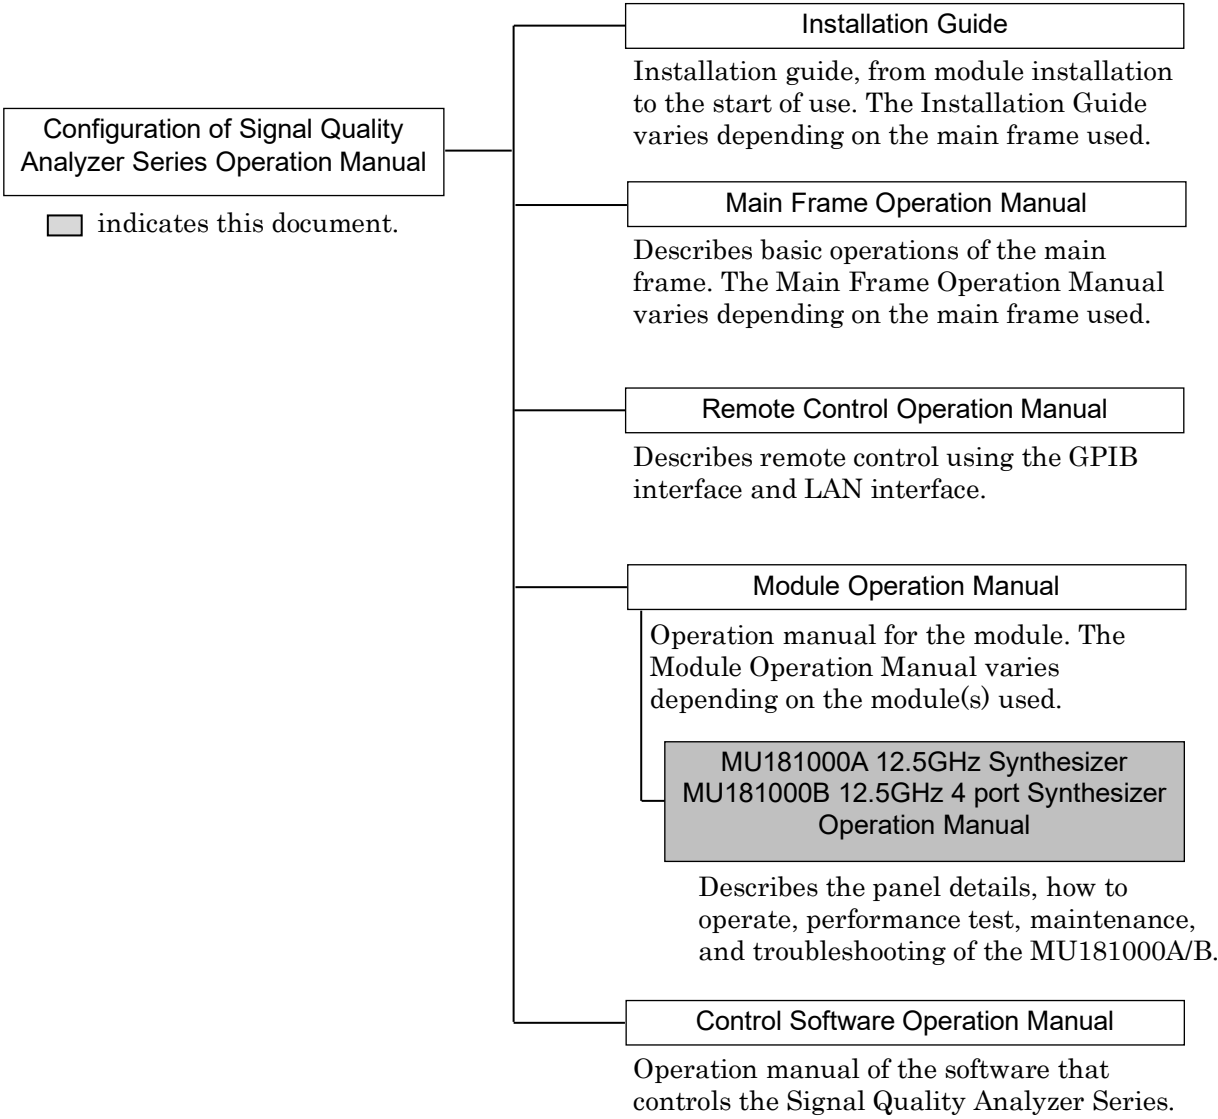 Installation Guide
Installation guide, from module installation
to the start of use. The Installation Guide
varies depending on the main frame used.
Configuration of Signal Quality
Analyzer Series Operation Manual
indicates this document.
Main Frame Operation Manual
Describes basic operations of the main
frame. The Main Frame Operation Manual
varies depending on the main frame used.
Remote Control Operation Manual
Describes remote control using the GPIB
interface and LAN interface.
Module Operation Manual
Operation manual for the module. The
Module Operation Manual varies
depending on the module(s) used.
MU181000A 12.5GHz Synthesizer
MU181000B 12.5GHz 4 port Synthesizer
Operation Manual
Describes the panel details, how to
operate, performance test, maintenance,
and troubleshooting of the MU181000A/B.
Control Software Operation Manual
Operation manual of the software that
controls the Signal Quality Analyzer Series.